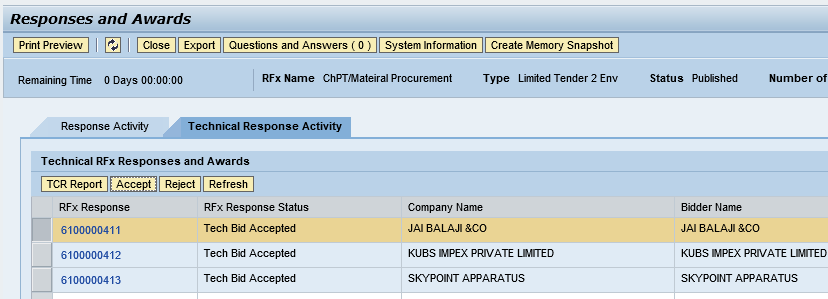 Responses and Awards
Print Preview Close Export Questions and Answers ( 0 ) System Information Create Memory Snapshot
Remaining Time 0 Days 00:00:00 RFx Name ChPT/Mateiral Procurement Type Limited Tender 2 Env Status Published Number of
Response Activity Technical Response Activity
Technical RFx Responses and Awards
TCR Report Accept Reject Refresh
RFx Response RFx Response Status Company Name Bidder Name
6100000411 Tech Bid Accepted JAI BALAJI &CO JAI BALAJI &CO
6100000412 Tech Bid Accepted KUBS IMPEX PRIVATE LIMITED KUBS IMPEX PRIVATE LIMITED
6100000413 Tech Bid Accepted SKYPOINT APPARATUS SKYPOINT APPARATUS